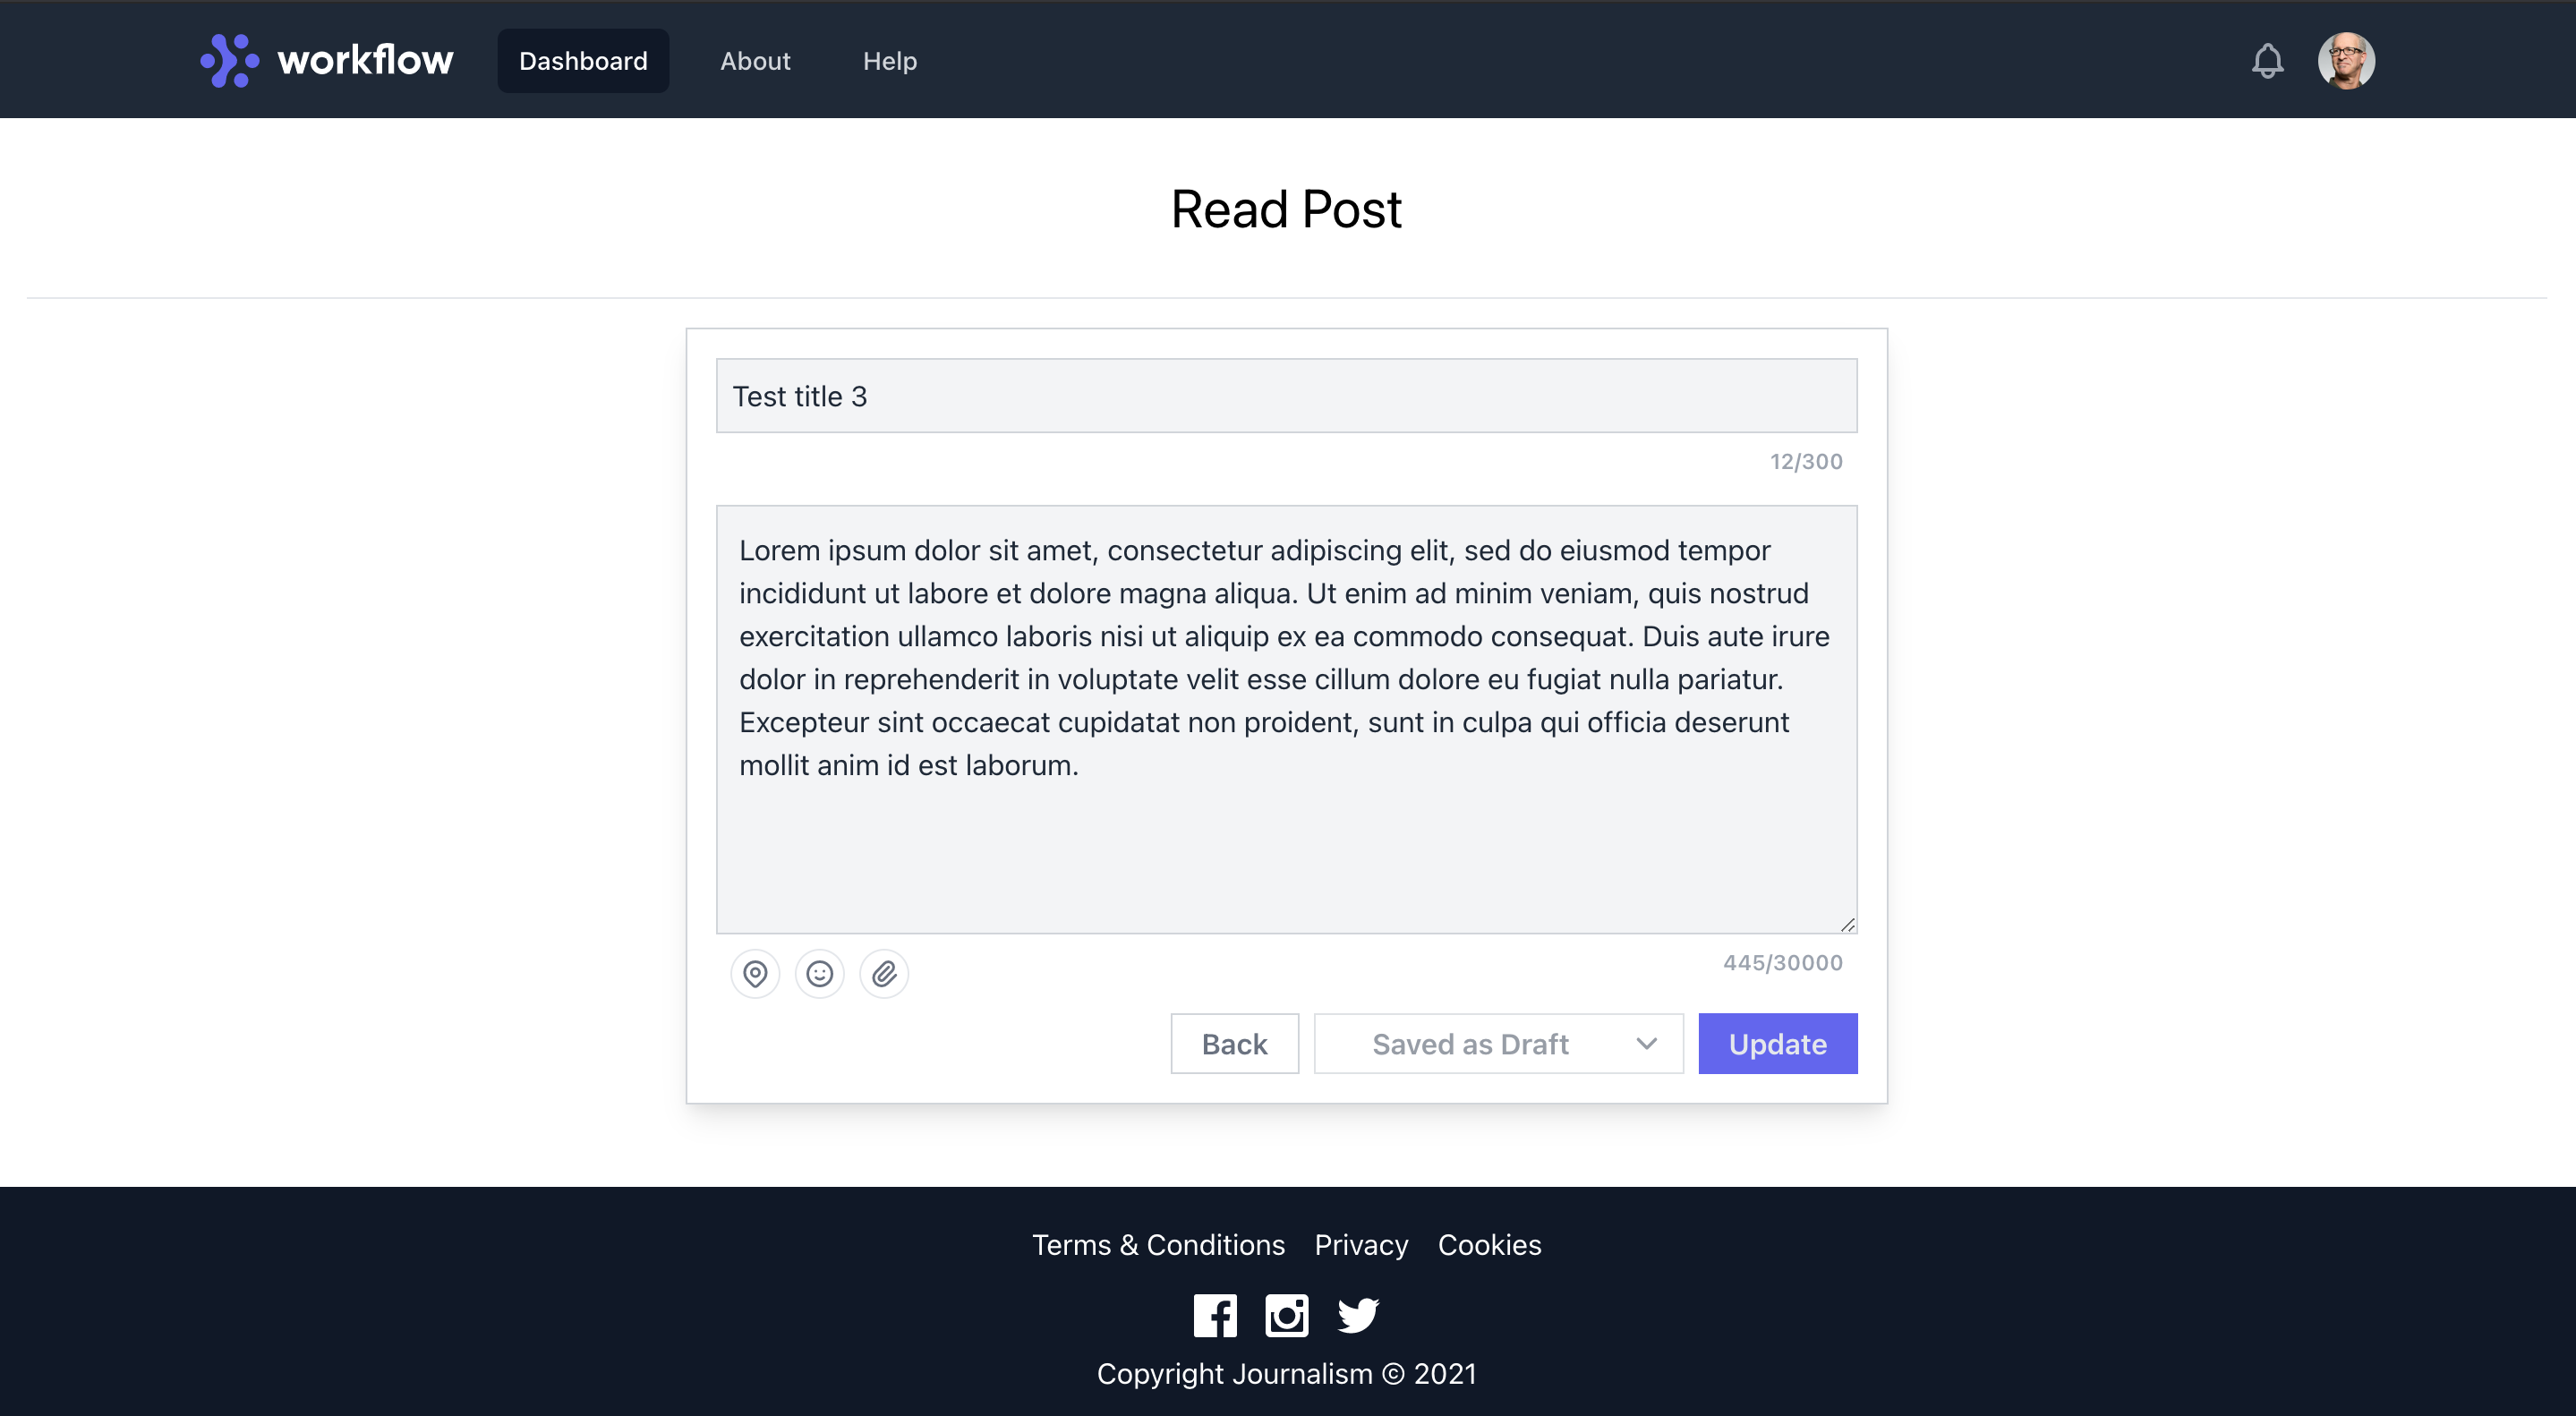 workflow
Dashboard
About
Help
Read Post
Test title 3
12/300
Lorem ipsum dolor sit amet, consectetur adipiscing elit, sed do eiusmod tempor
incididunt ut labore et dolore magna aliqua. Ut enim ad minim veniam, quis nostrud
exercitation ullamco laboris nisi ut aliquip ex ea commodo consequat. Duis aute irure
dolor in reprehenderit in voluptate velit esse cillum dolore eu fugiat nulla pariatur.
Excepteur sint occaecat cupidatat non proident, sunt in culpa qui officia deserunt
mollit anim id est laborum.
445/30000
Back
Saved as Draft
Update
Terms & Conditions
Privacy
Cookies
Copyright Journalism © 2021